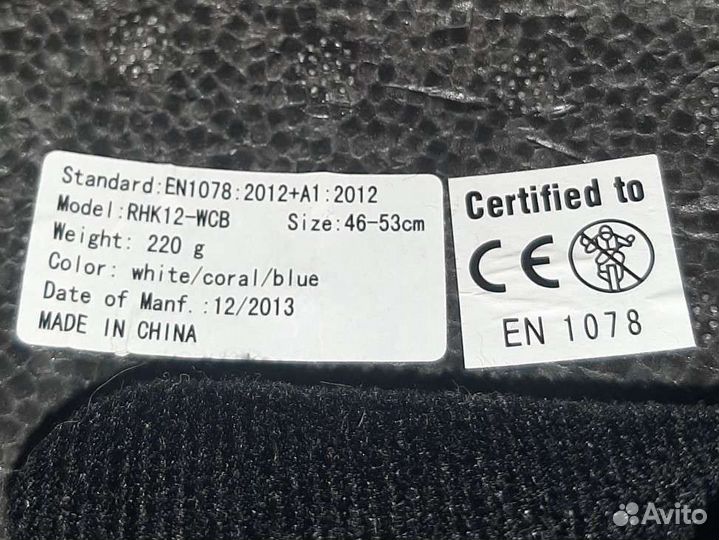 Standard:EN1078:2012+A1:2012
Model:RHK12-WCB Size:46-53cm
Weight: 220 g
Color: white/coral/blue
Date of Manf.:12/2013
MADE IN CHINA
Certified to
CE
EN 1078
Avito